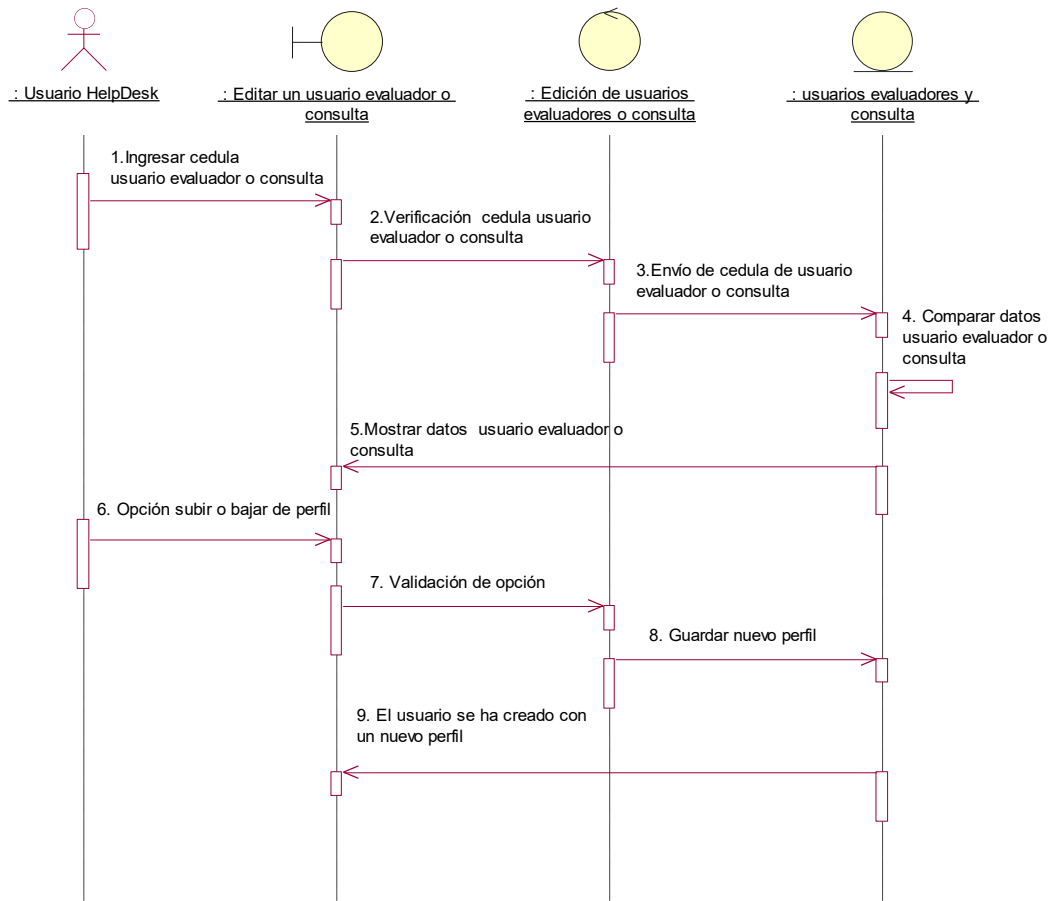 : Usuario HelpDesk
: Editar un usuario evaluador o
consulta
: Edición de usuarios
evaluadores o consulta
: usuarios evaluadores y
consulta
1.Ingresar cedula
usuario evaluador o consulta
2.Verificación cedula usuario
evaluador o consulta
3.Envío de cedula de usuario
evaluador o consulta
4. Comparar datos
usuario evaluador o
consulta
5.Mostrar datos usuario evaluador o
consulta
6. Opción subir o bajar de perfil
7. Validación de opción
8. Guardar nuevo perfil
9. El usuario se ha creado con
un nuevo perfil